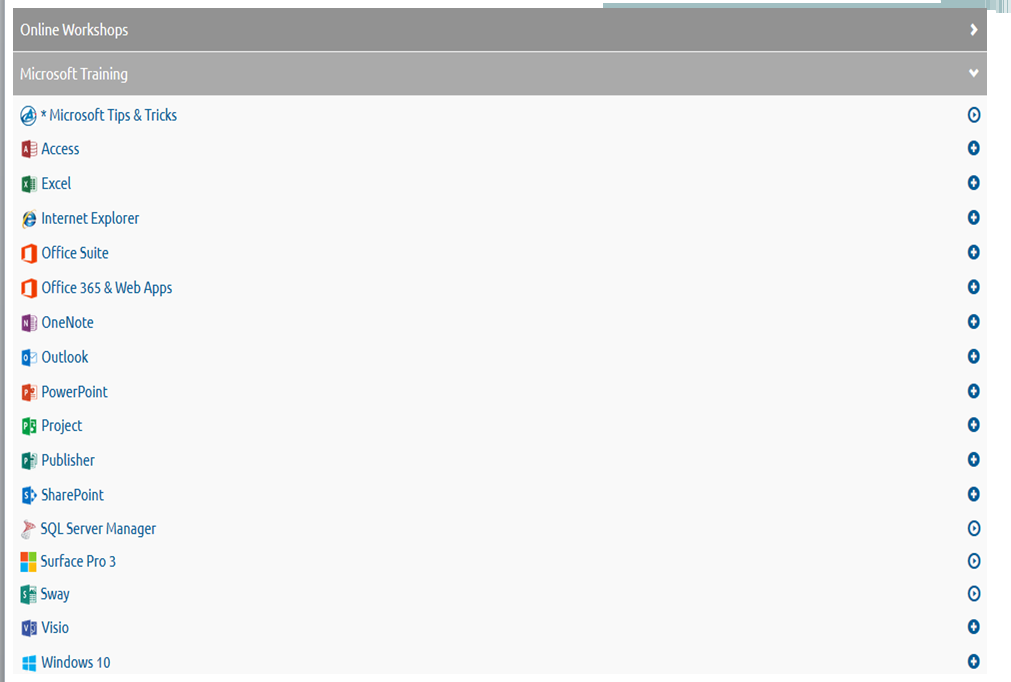 Online Workshops
Microsoft Training
* Microsoft Tips & Tricks
Access
Excel
Internet Explorer
Office Suite
Office 365 & Web Apps
OneNote
Outlook
PowerPoint
Project
Publisher
SharePoint
SQL Server Manager
Surface Pro 3
Sway
Visio
Windows 10